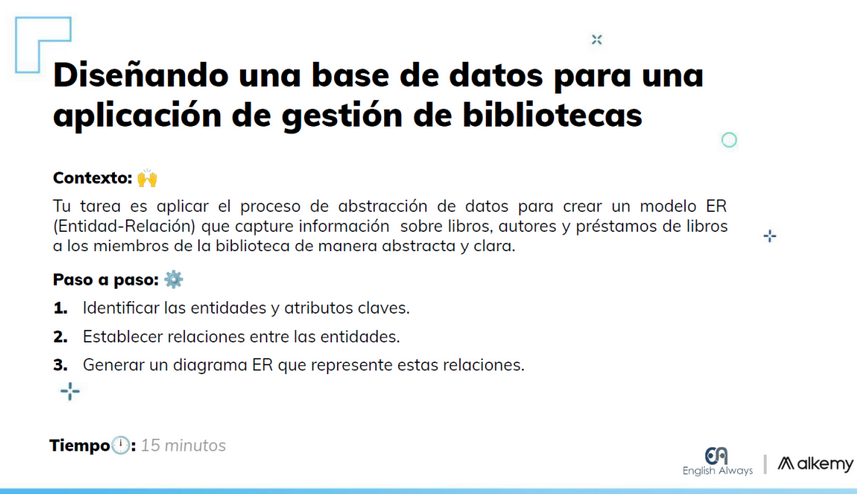 Diseñando una base de datos para una
aplicación de gestión de bibliotecas
Contexto: 🙌
Tu tarea es aplicar el proceso de abstracción de datos para crear un modelo ER
(Entidad-Relación) que capture información sobre libros, autores y préstamos de libros
a los miembros de la biblioteca de manera abstracta y clara.
Paso a paso: ⚙️
1. Identificar las entidades y atributos claves.
2. Establecer relaciones entre las entidades.
3. Generar un diagrama ER que represente estas relaciones.
Tiempo🕛: 15 minutos
EA
English Always
alkemy